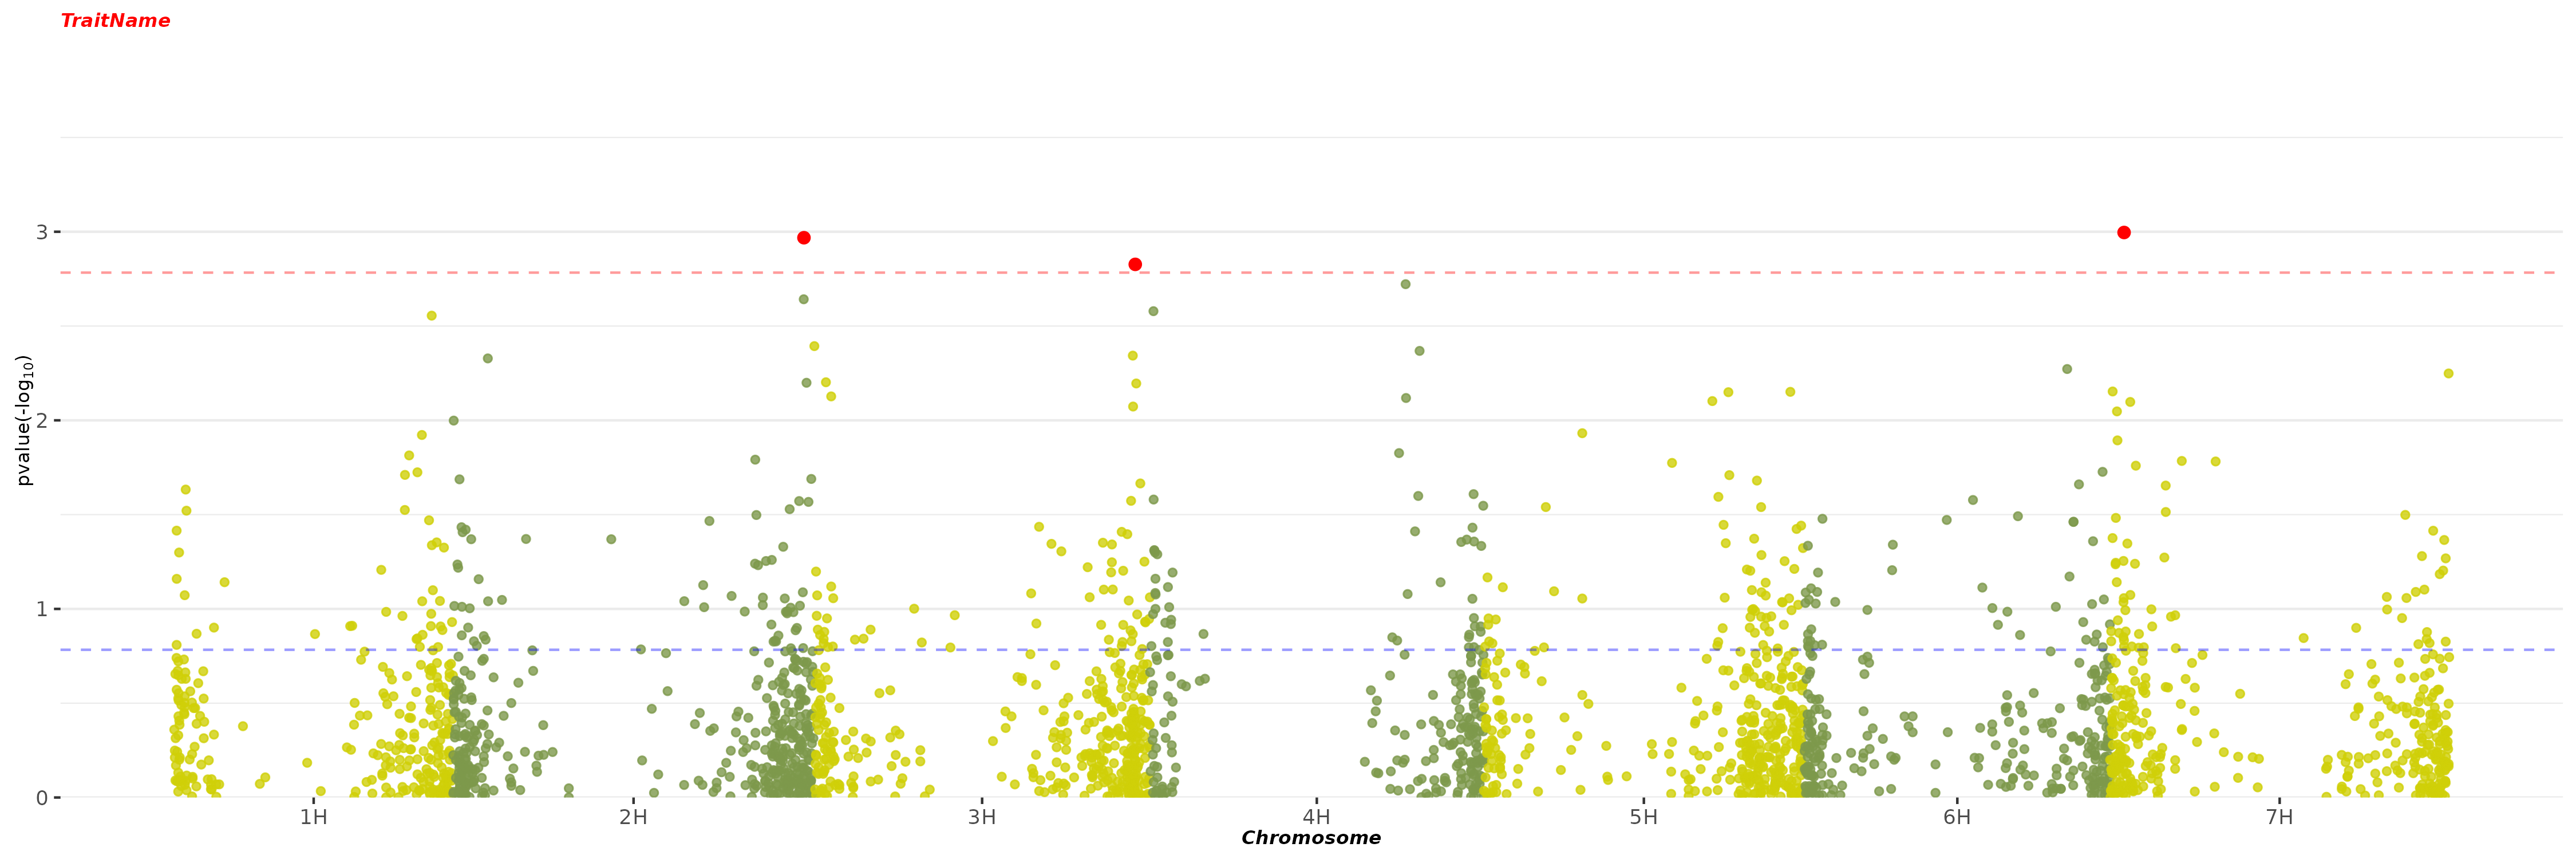 TraitName
pvalue(-log₁₀)
3
2
1
0
1H 2H 3H 4H 5H 6H 7H
Chromosome